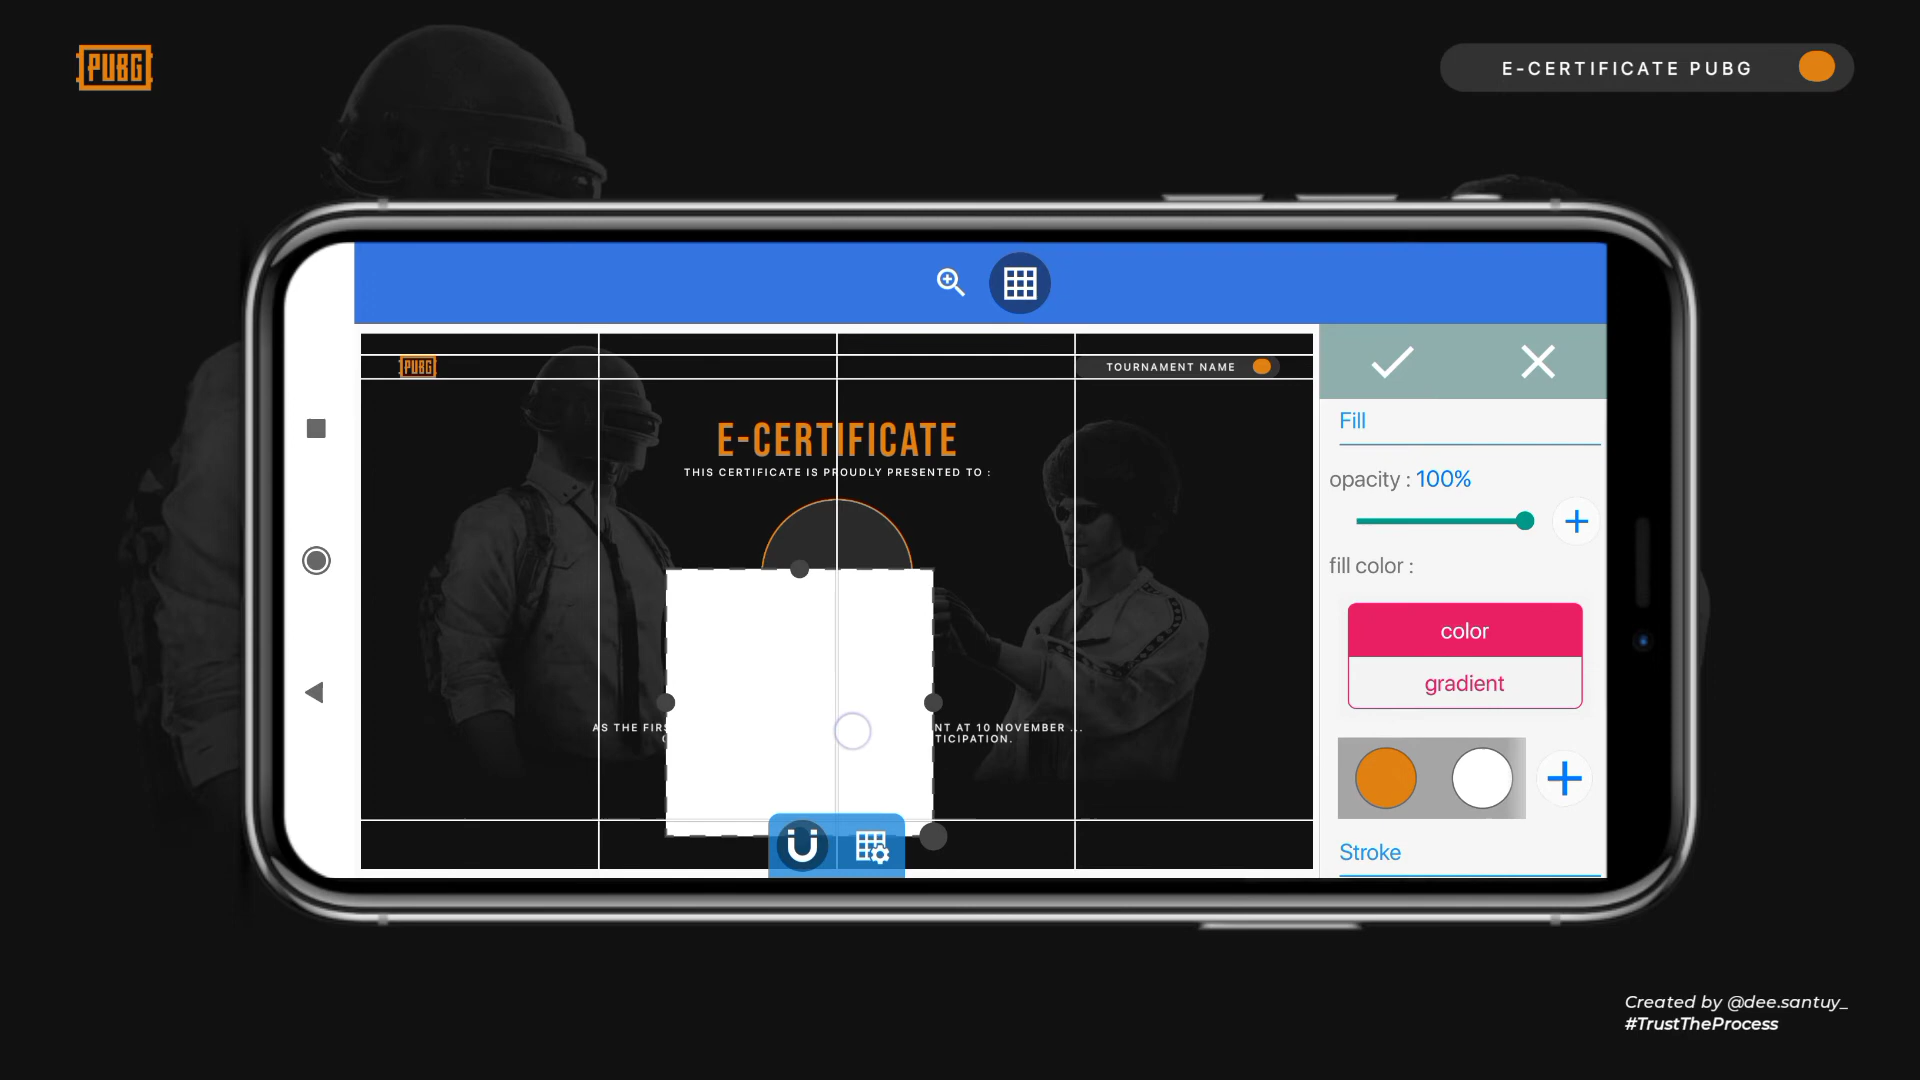 PUBG
E-CERTIFICATE PUBG
PUBG
TOURNAMENT NAME
E-CERTIFICATE
THIS CERTIFICATE IS PROUDLY PRESENTED TO :
AS THE FIRS
NT AT 10 NOVEMBER ...
TICIPATION.
Fill
opacity : 100%
fill color :
color
gradient
Stroke
Created by @dee.santuy_
#TrustTheProcess